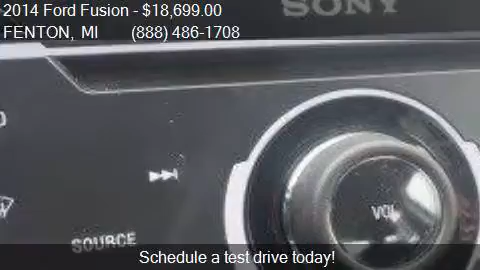 2014 Ford Fusion - $18,699.00
FENTON, MI (888) 486-1708
SONY
VOL
SOURCE
Schedule a test drive today!